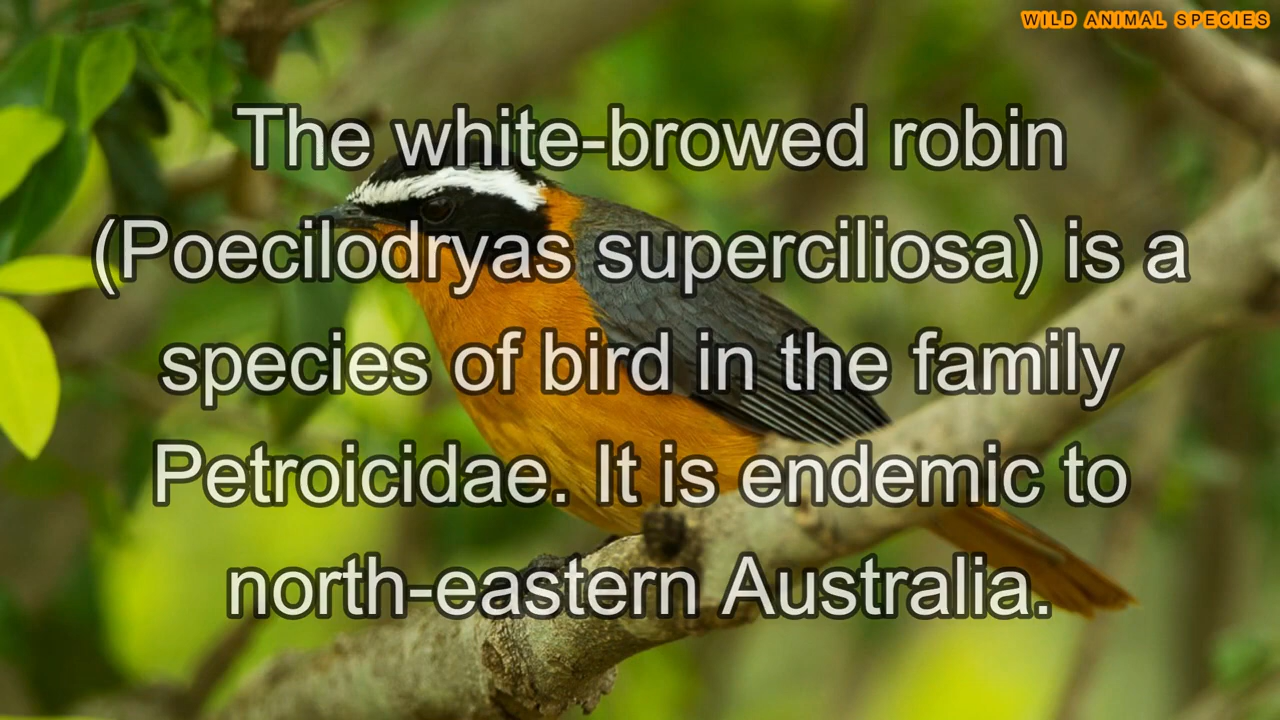 WILD ANIMAL SPECIES
The white-browed robin
(Poecilodryas superciliosa) is a
species of bird in the family
Petroicidae. It is endemic to
north-eastern Australia.